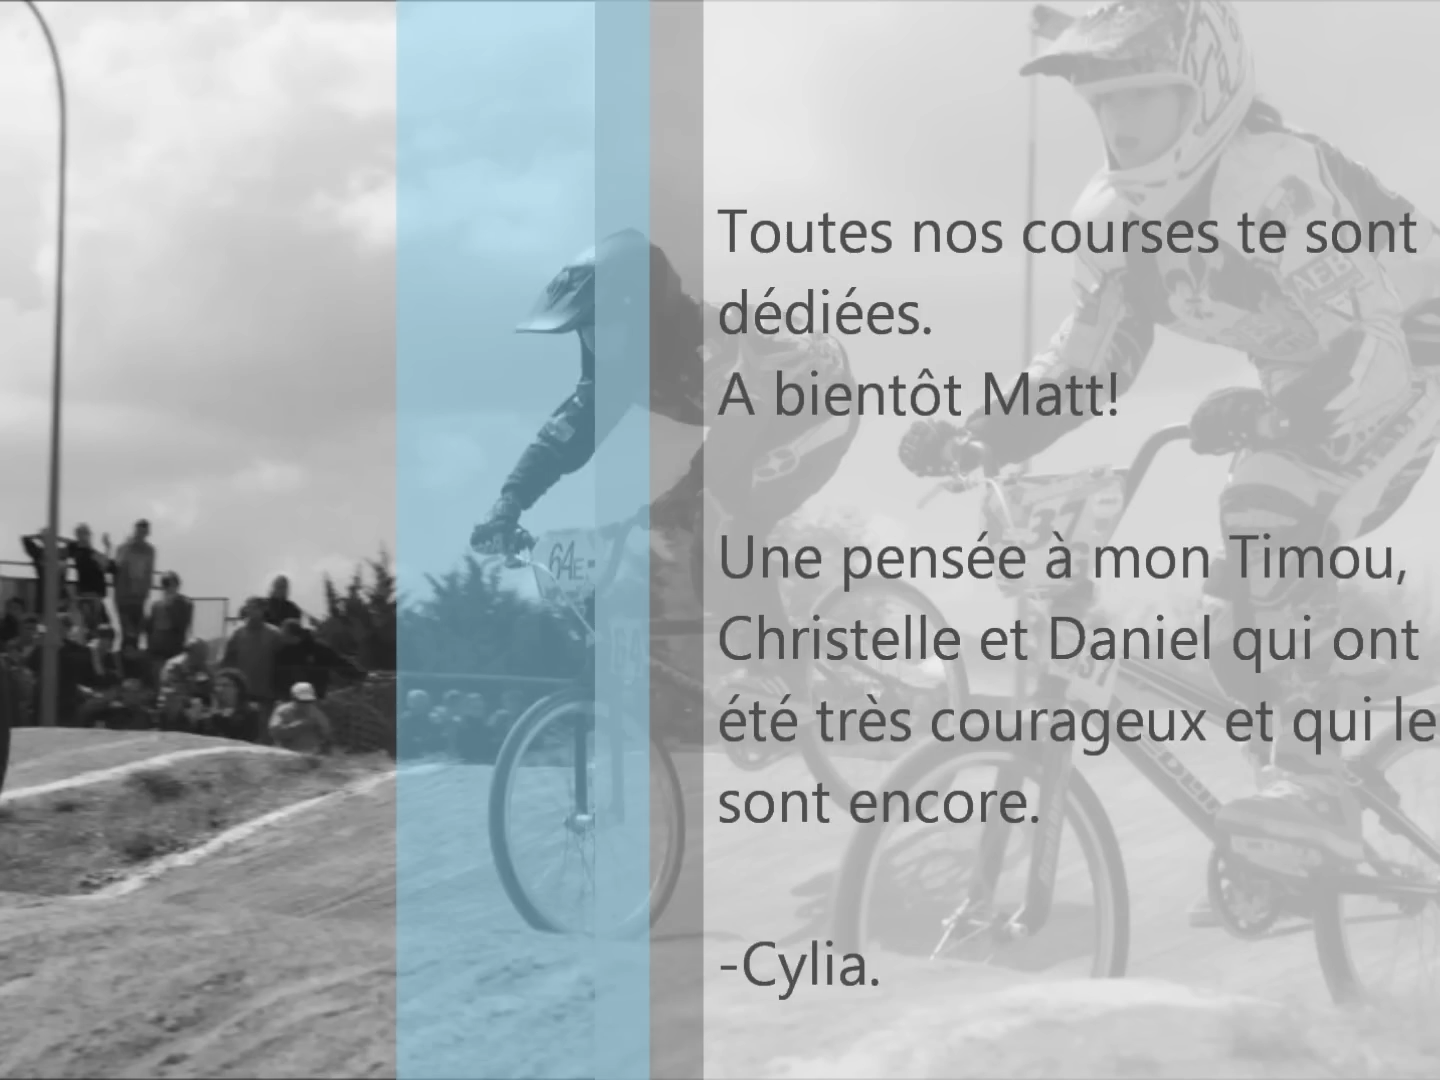 Toutes nos courses te sont
dédiées.
A bientôt Matt!
Une pensée à mon Timou,
Christelle et Daniel qui ont
été très courageux et qui le
sont encore.
-Cylia.
64E